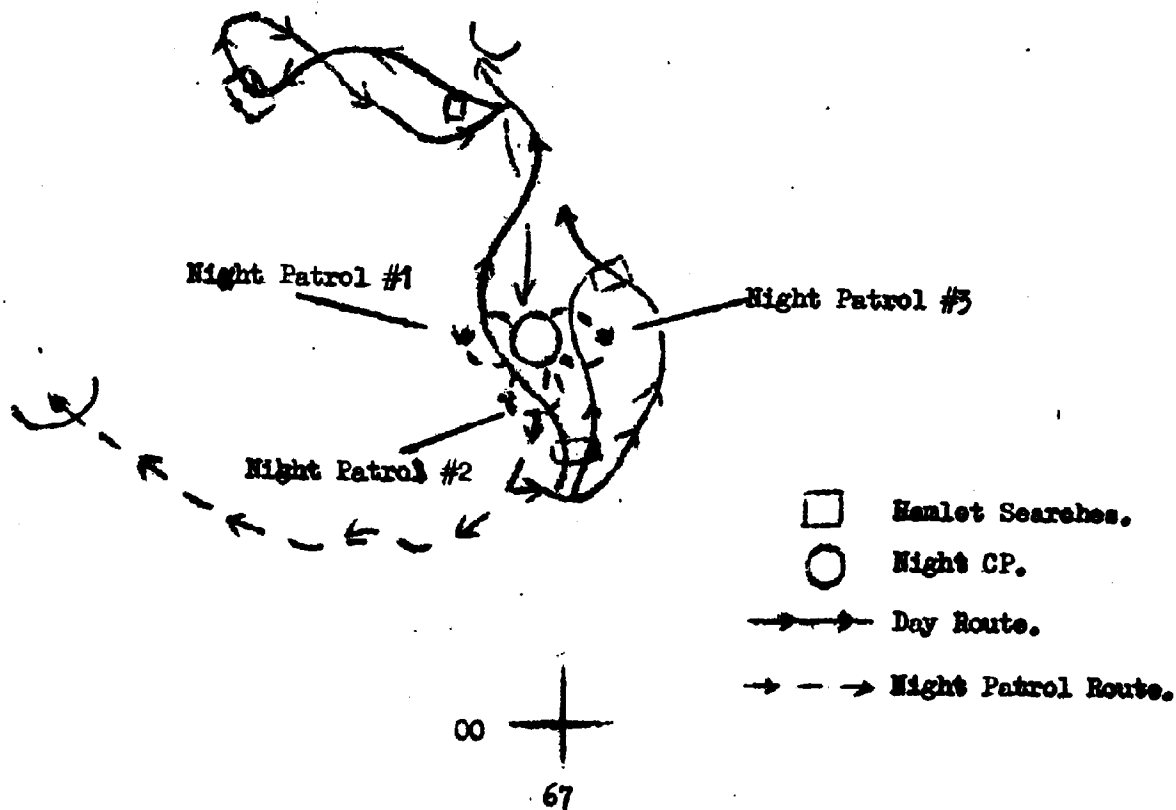 Night Patrol #1
Night Patrol #3
Night Patrol #2
Hamlet Searches.
Night CP.
Day Route.
Night Patrol Route.
00
67